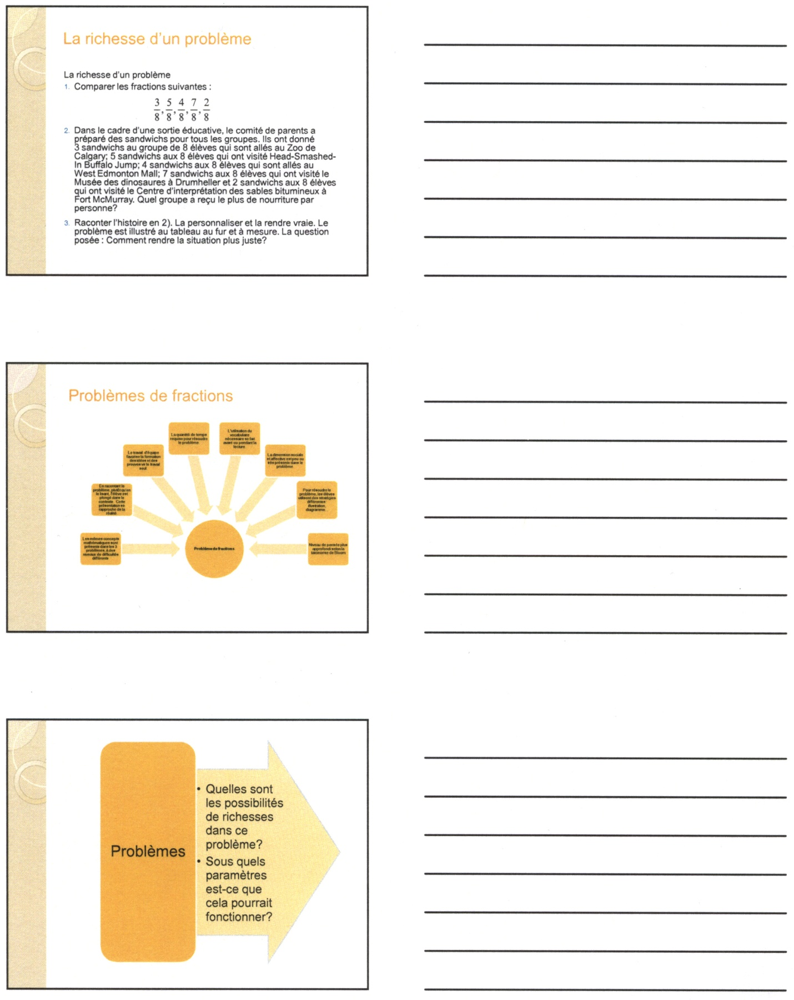 La richesse d'un problème
La richesse d'un problème
1. Comparer les fractions suivantes :
3/8, 5/8, 4/8, 7/8, 2/8
2. Dans le cadre d'une sortie éducative, le comité de parents a
préparé des sandwichs pour tous les groupes. Ils ont donné
3 sandwichs au groupe de 8 élèves qui sont allés au Zoo de
Calgary; 5 sandwichs aux 8 élèves qui ont visité Head-Smashed-
In Buffalo Jump; 4 sandwichs aux 8 élèves qui sont allés au
West Edmonton Mall; 7 sandwichs aux 8 élèves qui ont visité le
Musée des dinosaures à Drumheller et 2 sandwichs aux 8 élèves
qui ont visité le Centre d'interprétation des sables bitumineux à
Fort McMurray. Quel groupe a reçu le plus de nourriture par
personne?
3. Raconter l'histoire en 2). La personnaliser et la rendre vraie. Le
problème est illustré au tableau au fur et à mesure. La question
posée : Comment rendre la situation plus juste?
Problèmes de fractions
Les mêmes concepts
mathématiques sont
présents dans les 3
problèmes, à des
niveaux de difficultés
différents
En racontant le
problème, plutôt qu'en
le lisant, l'élève est
plongé dans le
contexte. Cette
présentation se
rapproche de la
réalité.
Le travail d'équipe
favorise la formation
des idées et des
preuves vs le travail
seul.
La quantité de temps
requise pour résoudre
le problème.
L'utilisation du
vocabulaire
nécessaire se fait
avant ou pendant la
lecture.
La dimension sociale
et affective est peu ou
très présente dans le
problème.
Pour résoudre le
problème, les élèves
utilisent des stratégies
différentes
illustration,
diagramme...
Niveau de pensée plus
approfondi selon la
taxonomie de Bloom
Problème de fractions
Problèmes
• Quelles sont
les possibilités
de richesses
dans ce
problème?
• Sous quels
paramètres
est-ce que
cela pourrait
fonctionner?